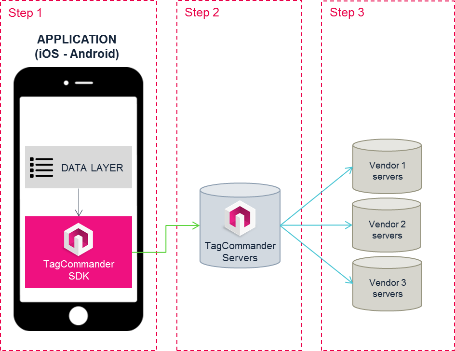 Step 1
APPLICATION
(iOS - Android)
DATA LAYER
TagCommander
SDK
Step 2
TagCommander
Servers
Step 3
Vendor 1
servers
Vendor 2
servers
Vendor 3
servers